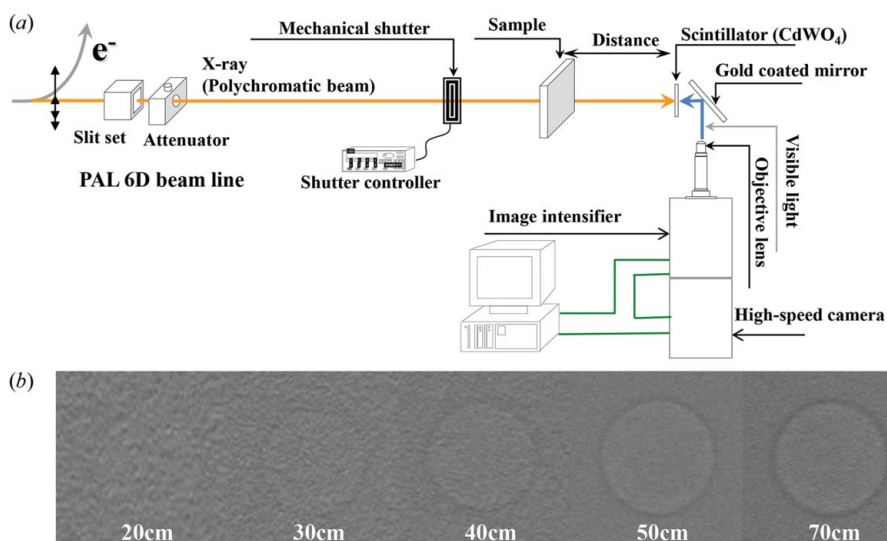 (a)
e-
Mechanical shutter
Sample
Distance
Scintillator (CdWO₄)
Gold coated mirror
X-ray
(Polychromatic beam)
Slit set
Attenuator
PAL 6D beam line
Shutter controller
Visible light
Objective lens
Image intensifier
High-speed camera
(b)
20cm
30cm
40cm
50cm
70cm